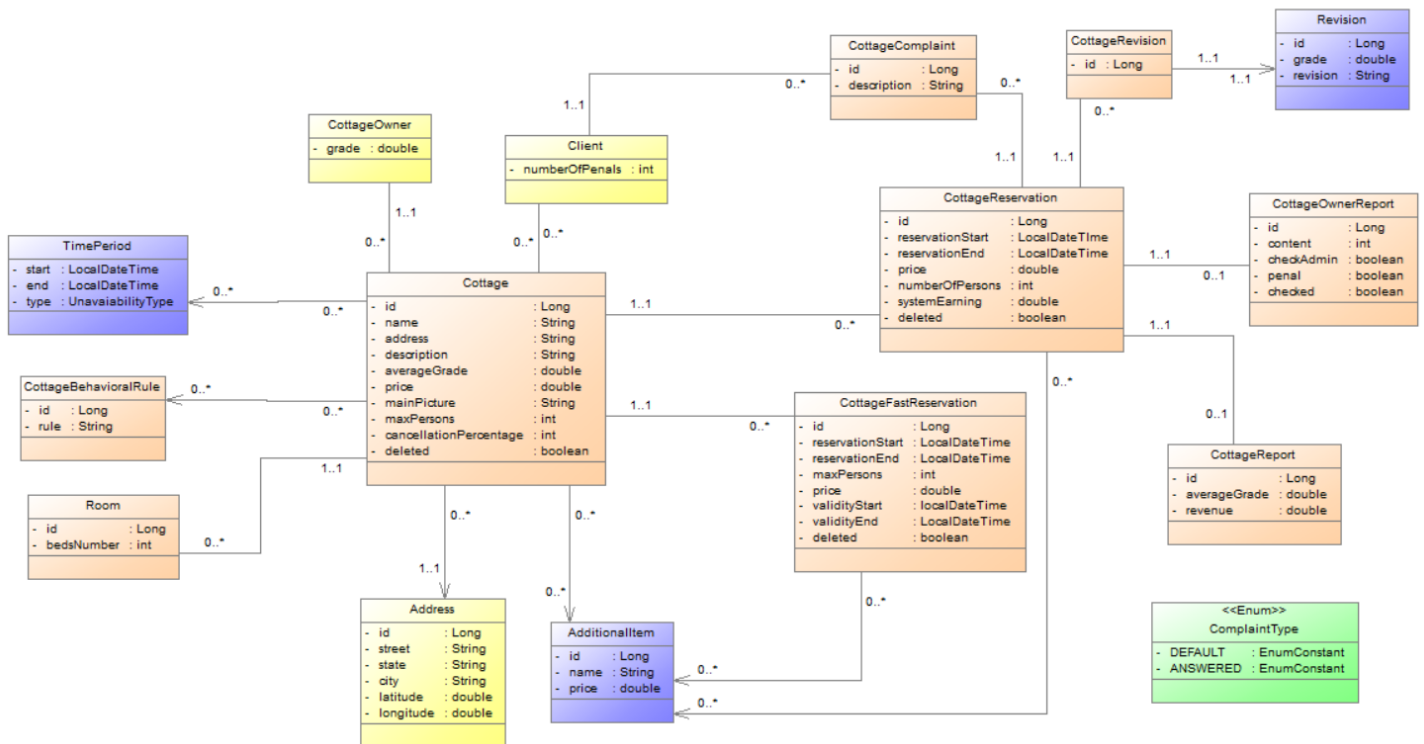 Revision
- id : Long
- grade : double
- revision : String
CottageComplaint
- id : Long
- description : String
CottageRevision
- id : Long
1..1
1..1
0..*
0..*
0..*
1..1
1..1
1..1
CottageOwner
- grade : double
Client
- numberOfPenals : int
1..1
0..*
0..*
0..*
CottageReservation
- id : Long
- reservationStart : LocalDateTIme
- reservationEnd : LocalDateTime
- price : double
- numberOfPersons : int
- systemEarning : double
- deleted : boolean
CottageOwnerReport
- id : Long
- content : int
- checkAdmin : boolean
- penal : boolean
- checked : boolean
1..1
0..1
TimePeriod
- start : LocalDateTime
- end : LocalDateTime
- type : UnavaiabilityType
0..*
0..*
Cottage
- id : Long
- name : String
- address : String
- description : String
- averageGrade : double
- price : double
- mainPicture : String
- maxPersons : int
- cancellationPercentage : int
- deleted : boolean
1..1
0..*
1..1
0..1
0..*
CottageBehavioralRule
- id : Long
- rule : String
0..*
0..*
1..1
0..*
CottageFastReservation
- id : Long
- reservationStart : LocalDateTime
- reservationEnd : LocalDateTime
- maxPersons : int
- price : double
- validityStart : localDateTime
- validityEnd : LocalDateTime
- deleted : boolean
CottageReport
- id : Long
- averageGrade : double
- revenue : double
Room
- id : Long
- bedsNumber : int
1..1
0..*
0..*
1..1
0..*
0..*
0..*
0..*
0..*
Address
- id : Long
- street : String
- state : String
- city : String
- latitude : double
- longitude : double
AdditionalItem
- id : Long
- name : String
- price : double
<<Enum>>
ComplaintType
- DEFAULT : EnumConstant
- ANSWERED : EnumConstant